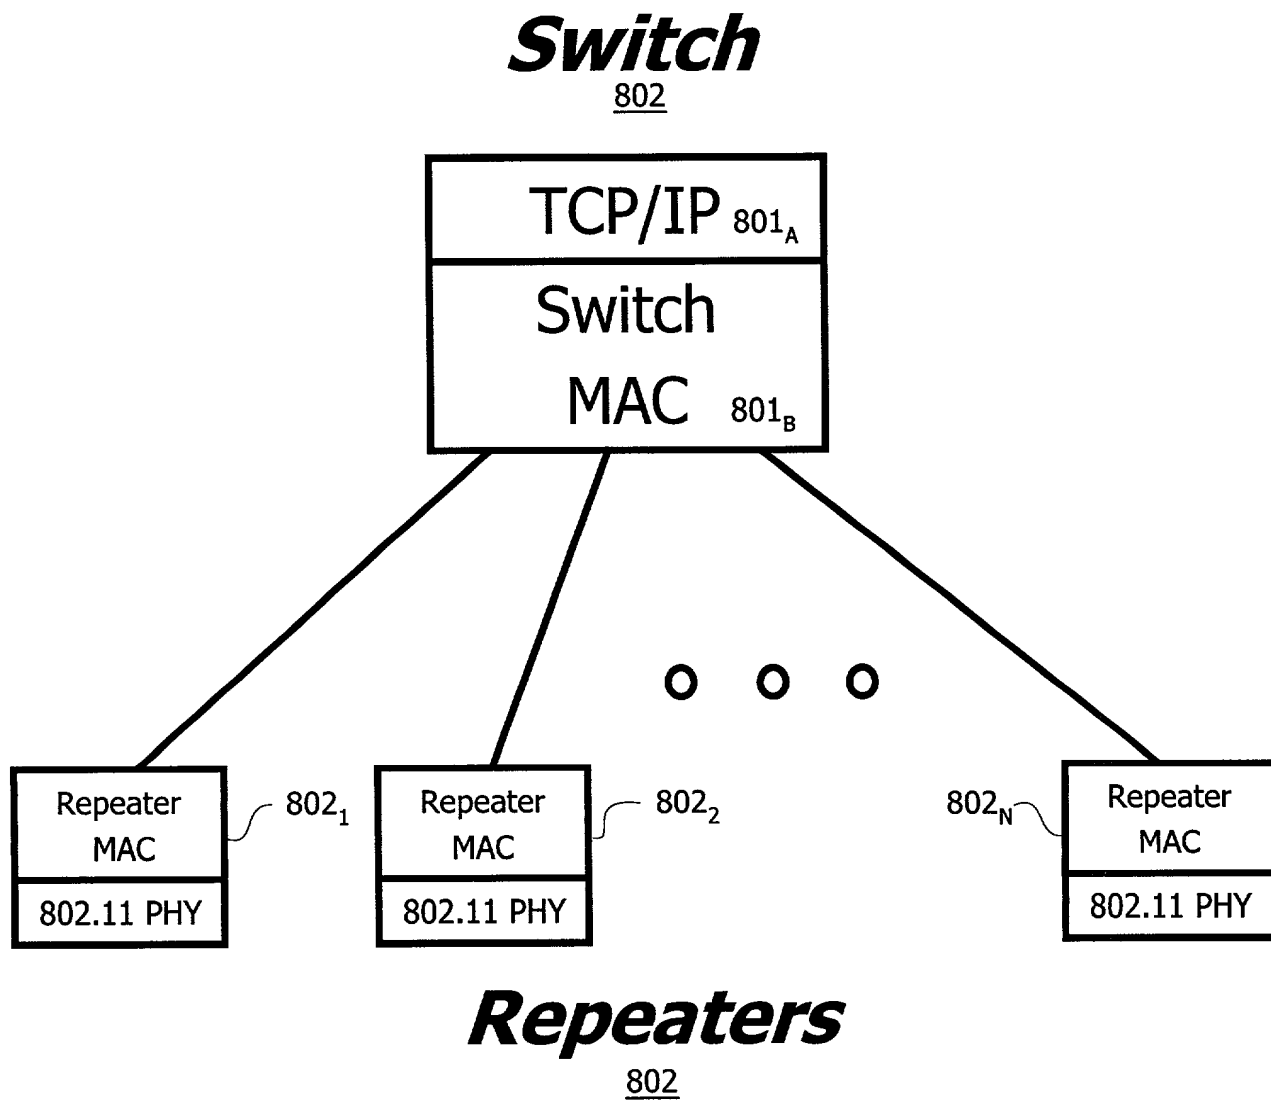 Switch
802
TCP/IP 801A
Switch
MAC 801B
Repeater
MAC
802.11 PHY
8021
Repeater
MAC
802.11 PHY
8022
802N
Repeater
MAC
802.11 PHY
Repeaters
802